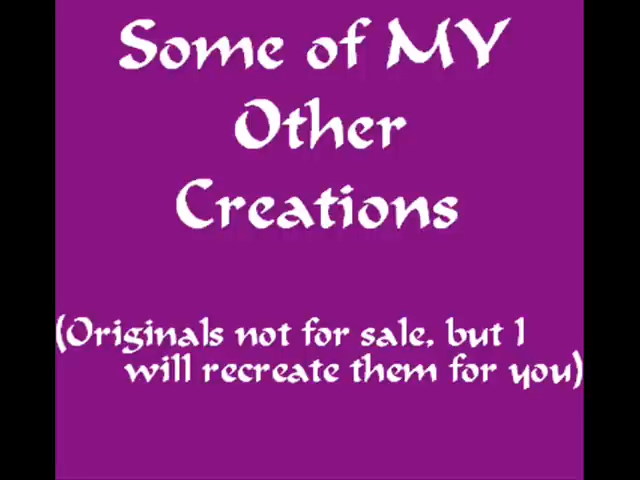 Some of MY
Other
Creations
(Originals not for sale, but I
will recreate them for you)